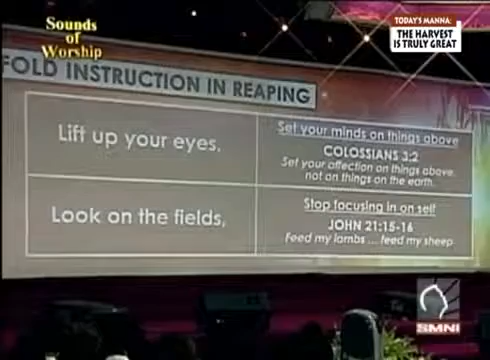 Sounds
of
Worship
TODAY'S MANNA:
THE HARVEST
IS TRULY GREAT
FOLD INSTRUCTION IN REAPING
Lift up your eyes,
Set your minds on things above
COLOSSIANS 3:2
Set your affection on things above,
not on things on the earth.
Look on the fields,
Stop focusing in on self
JOHN 21:15-16
Feed my lambs ... feed my sheep
SMNI